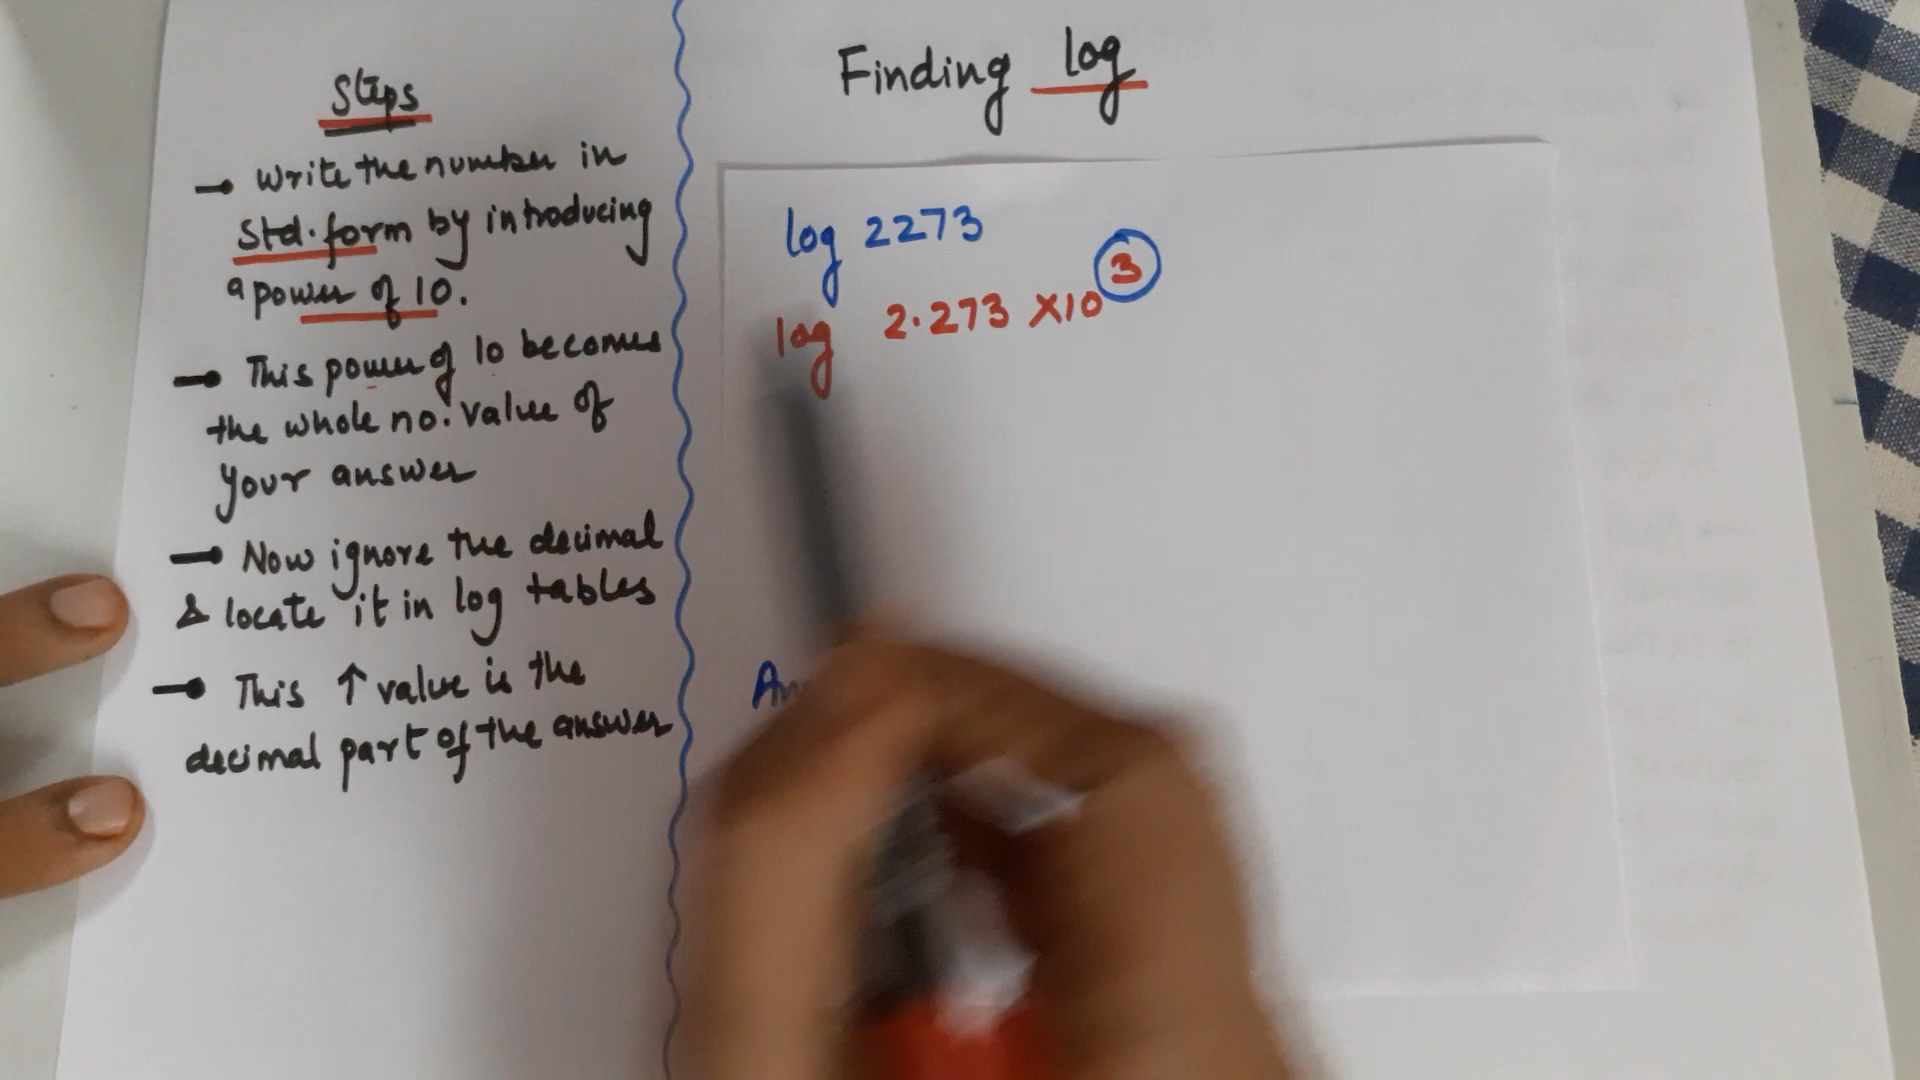 Steps
→ Write the number in
Std. form by introducing
a power of 10.
→ This power of 10 becomes
the whole no. value of
your answer
→ Now ignore the decimal
& locate it in log tables
→ This ↑ value is the
decimal part of the answer
Finding log
log 2273
log 2.273 ×10³